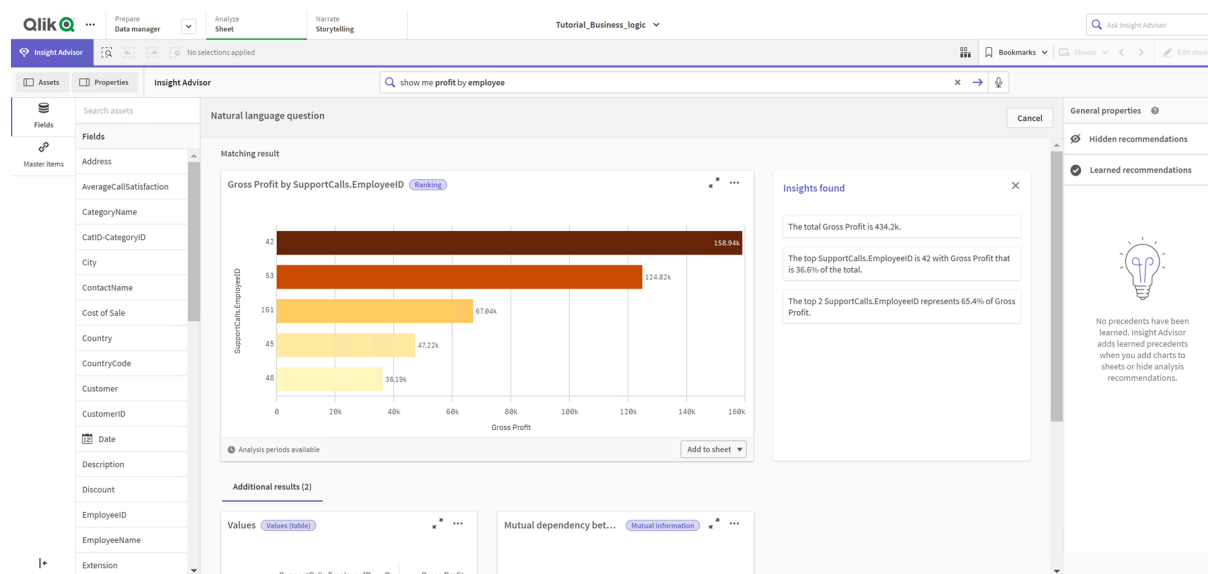 Qlik
Prepare
Data manager
Analyze
Sheet
Narrate
Storytelling
Tutorial_Business_logic
Ask Insight Advisor
Insight Advisor
No selections applied
Bookmarks
Sheets
Edit sheet
Assets
Properties
Insight Advisor
show me profit by employee
Fields
Master items
Search assets
Fields
Address
AverageCallSatisfaction
CategoryName
CatID-CategoryID
City
ContactName
Cost of Sale
Country
CountryCode
Customer
CustomerID
Date
Description
Discount
EmployeeID
EmployeeName
Extension
Natural language question
Cancel
Matching result
Gross Profit by SupportCalls.EmployeeID
Ranking
SupportCalls.EmployeeID
42
158.94k
53
124.82k
161
67.04k
45
47.22k
48
36.19k
0 20k 40k 60k 80k 100k 120k 140k 160k
Gross Profit
Analysis periods available
Add to sheet
Insights found
The total Gross Profit is 434.2k.
The top SupportCalls.EmployeeID is 42 with Gross Profit that
is 36.6% of the total.
The top 2 SupportCalls.EmployeeID represents 65.4% of Gross
Profit.
Additional results (2)
Values
Values (table)
Mutual dependency bet...
Mutual information
General properties
Hidden recommendations
Learned recommendations
No precedents have been
learned. Insight Advisor
adds learned precedents
when you add charts to
sheets or hide analysis
recommendations.